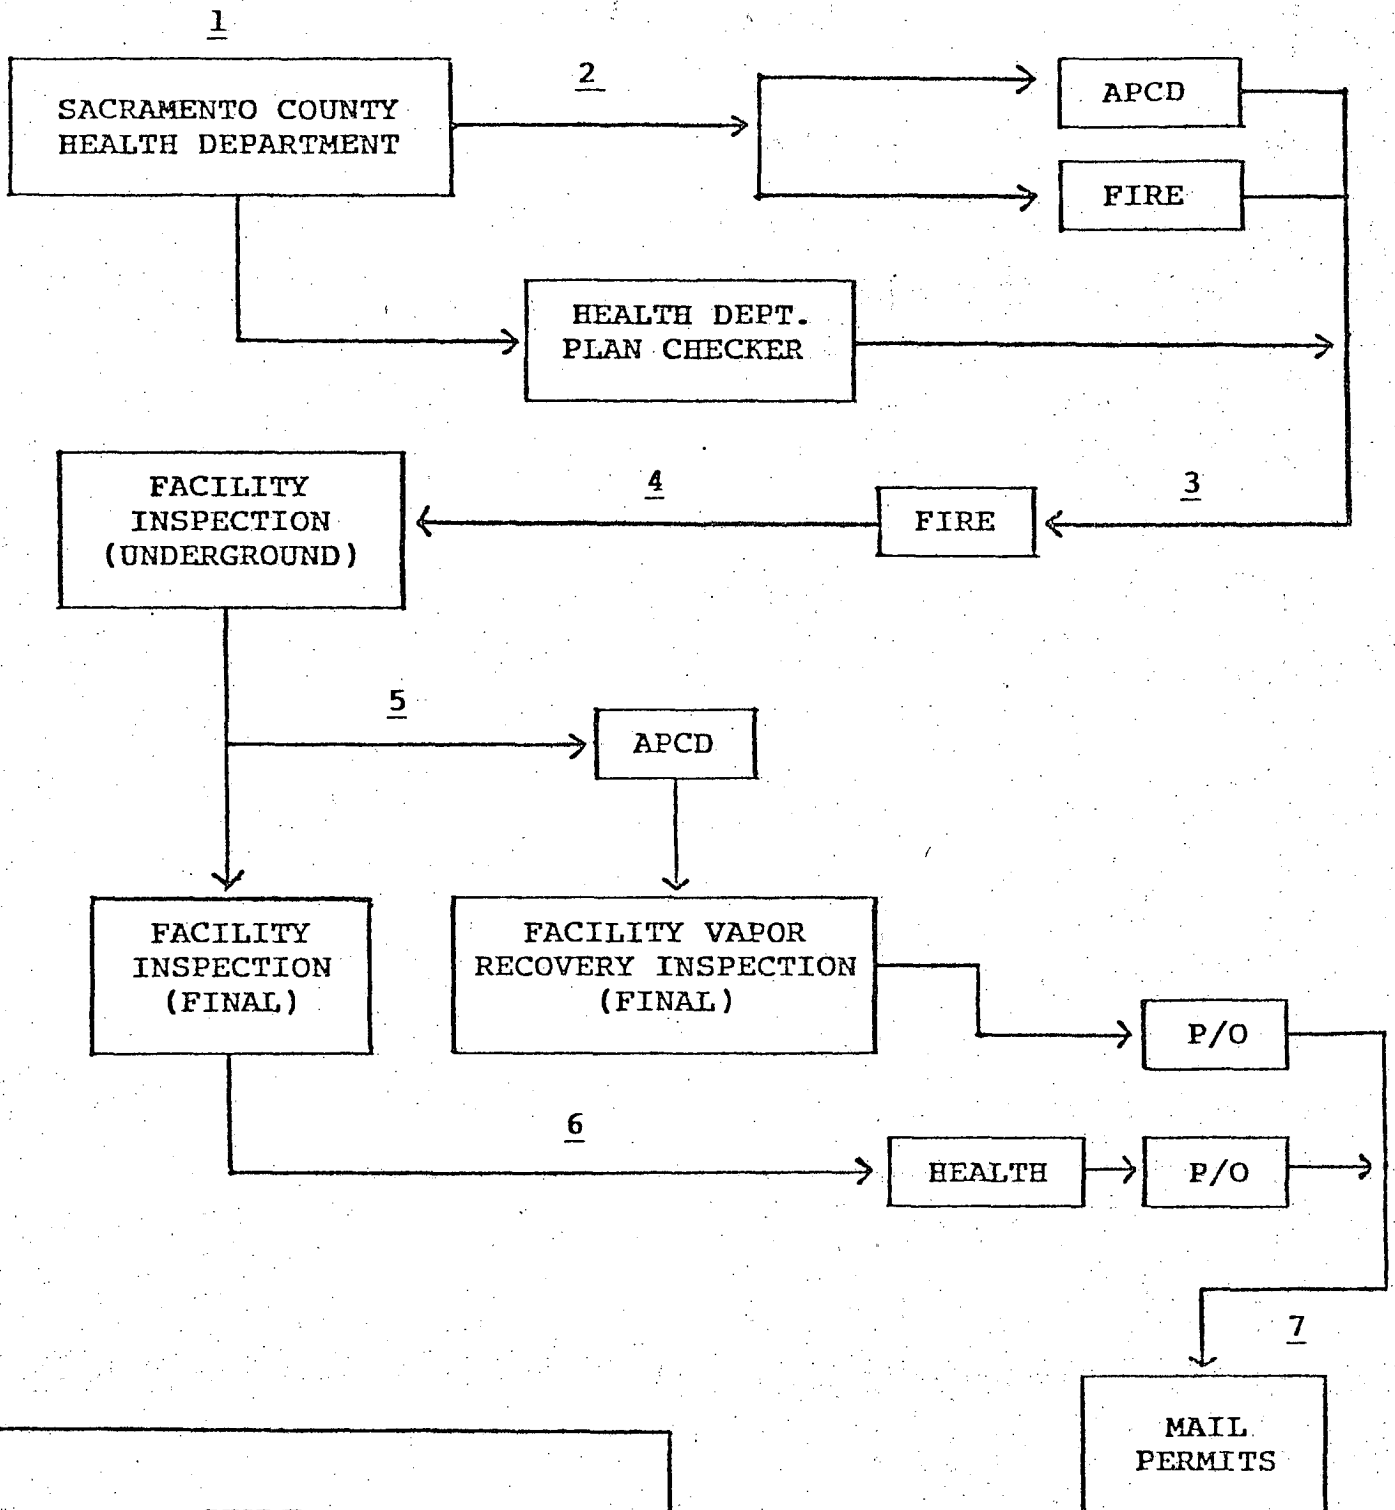 1
SACRAMENTO COUNTY
HEALTH DEPARTMENT
2
APCD
FIRE
HEALTH DEPT.
PLAN CHECKER
3
FIRE
4
FACILITY
INSPECTION
(UNDERGROUND)
5
APCD
FACILITY
INSPECTION
(FINAL)
FACILITY VAPOR
RECOVERY INSPECTION
(FINAL)
P/O
6
HEALTH
P/O
7
MAIL
PERMITS